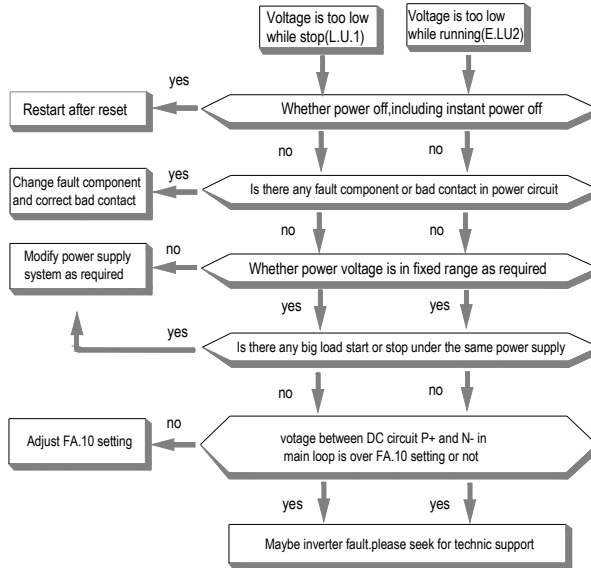 Voltage is too low
while stop(L.U.1)
Voltage is too low
while running(E.LU2)
yes
Restart after reset
Whether power off,including instant power off
no
no
yes
Change fault component
and correct bad contact
Is there any fault component or bad contact in power circuit
no
no
no
Modify power supply
system as required
Whether power voltage is in fixed range as required
yes
yes
yes
Is there any big load start or stop under the same power supply
no
no
no
Adjust FA.10 setting
votage between DC circuit P+ and N- in
main loop is over FA.10 setting or not
yes
yes
Maybe inverter fault.please seek for technic support